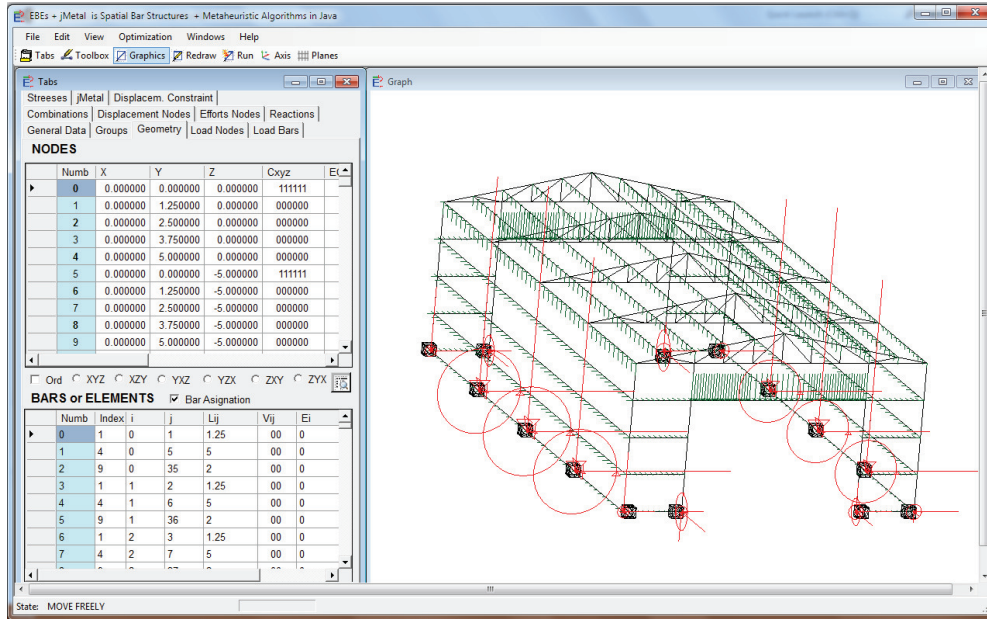 EBEs + jMetal is Spatial Bar Structures + Metaheuristic Algorithms in Java
File Edit View Optimization Windows Help
Tabs Toolbox Graphics Redraw Run Axis Planes
Tabs
Graph
Streeses jMetal Displacem. Constraint
Combinations Displacement Nodes Efforts Nodes Reactions
General Data Groups Geometry Load Nodes Load Bars
NODES
Numb X Y Z Cxyz
0 0.000000 0.000000 0.000000 111111
1 0.000000 1.250000 0.000000 000000
2 0.000000 2.500000 0.000000 000000
3 0.000000 3.750000 0.000000 000000
4 0.000000 5.000000 0.000000 000000
5 0.000000 0.000000 -5.000000 111111
6 0.000000 1.250000 -5.000000 000000
7 0.000000 2.500000 -5.000000 000000
8 0.000000 3.750000 -5.000000 000000
9 0.000000 5.000000 -5.000000 000000
Ord XYZ XZY YXZ YZX ZXY ZYX
BARS or ELEMENTS Bar Asignation
Numb Index i j Lij Vij Ei
0 1 0 1 1.25 00 0
1 4 0 5 5 00 0
2 9 0 35 2 00 0
3 1 1 2 1.25 00 0
4 4 1 6 5 00 0
5 9 1 36 2 00 0
6 1 2 3 1.25 00 0
7 4 2 7 5 00 0
State: MOVE FREELY